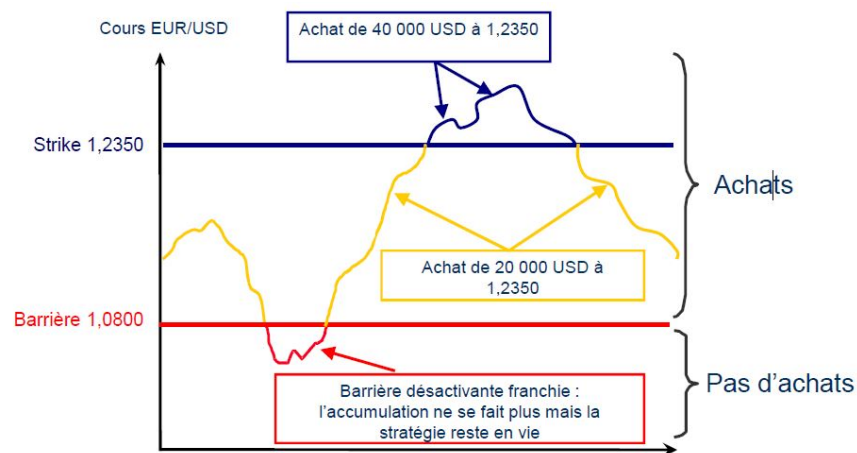 Cours EUR/USD
Achat de 40 000 USD à 1,2350
Strike 1,2350
Achats
Achat de 20 000 USD à
1,2350
Barrière 1,0800
Pas d'achats
Barrière désactivante franchie :
l'accumulation ne se fait plus mais la
stratégie reste en vie